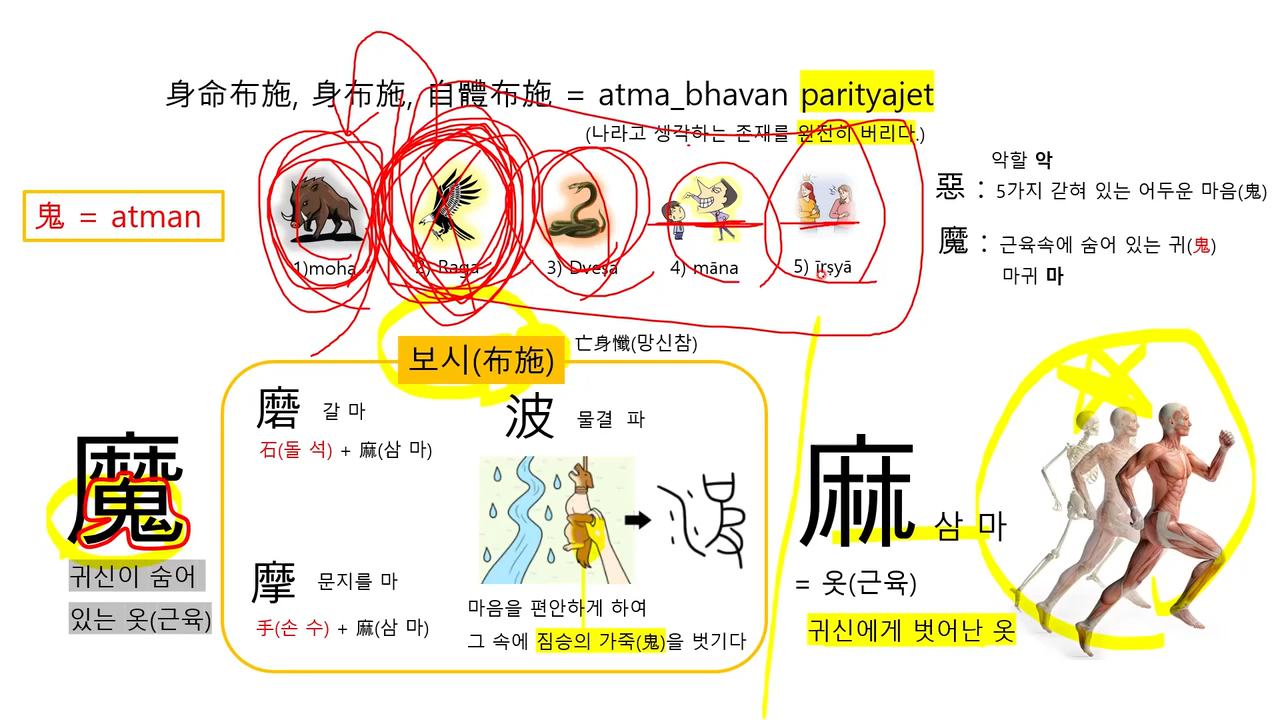 身命布施, 身布施, 自體布施 = atma_bhavan parityajet
(나라고 생각하는 존재를 완전히 버리다.)
악할 악
惡 : 5가지 갇혀 있는 어두운 마음(鬼)
鬼 = atman
魔 : 근육속에 숨어 있는 귀(鬼)
마귀 마
1)moha
2) Raga
3) Dveṣa
4) māna
5) īrṣyā
보시(布施)
亡身懺(망신참)
磨 갈 마
石(돌 석) + 麻(삼 마)
波 물결 파
魔
귀신이 숨어
있는 옷(근육)
摩 문지를 마
手(손 수) + 麻(삼 마)
마음을 편안하게 하여
그 속에 짐승의 가죽(鬼)을 벗기다
麻 삼 마
= 옷(근육)
귀신에게 벗어난 옷